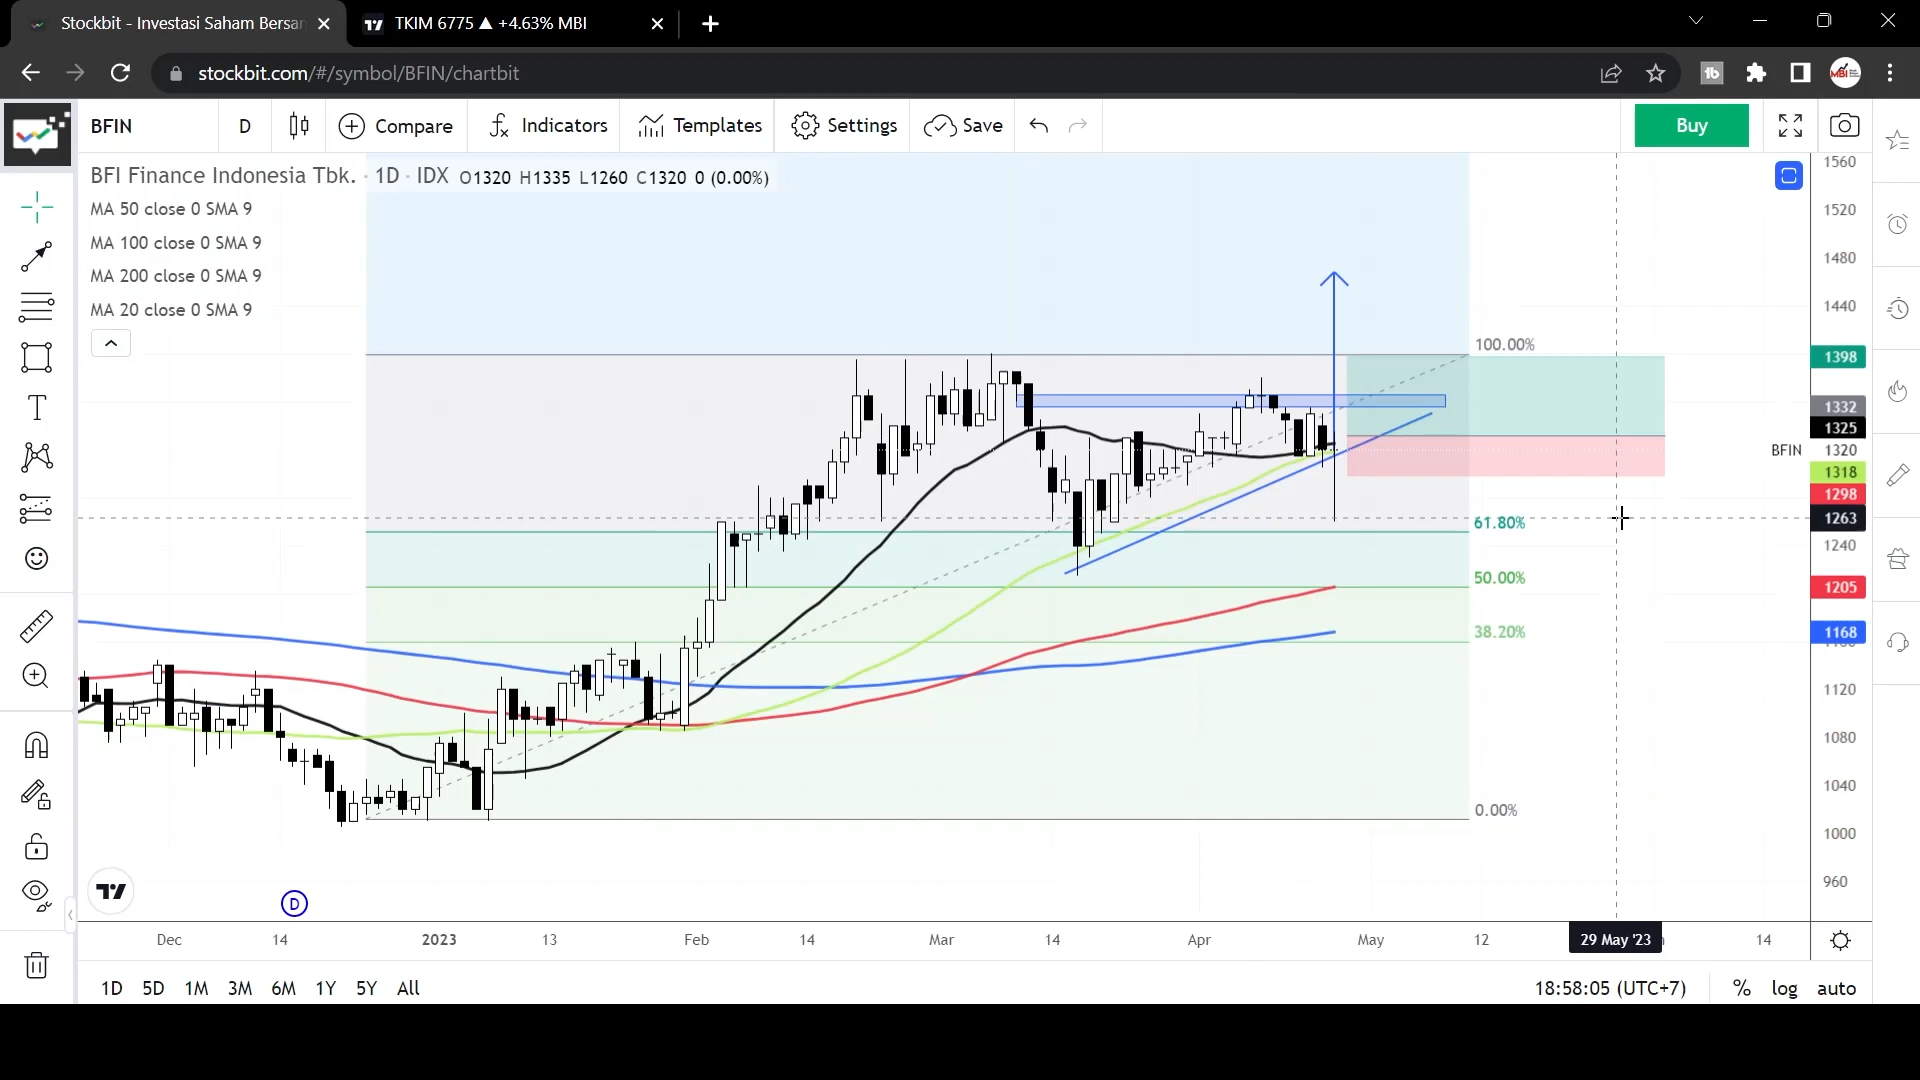 Stockbit - Investasi Saham Bersar
TKIM 6775 ▲ +4.63% MBI
stockbit.com/#/symbol/BFIN/chartbit
BFIN
D
Compare
Indicators
Templates
Settings
Save
Buy
BFI Finance Indonesia Tbk. · 1D · IDX O1320 H1335 L1260 C1320 0 (0.00%)
MA 50 close 0 SMA 9
MA 100 close 0 SMA 9
MA 200 close 0 SMA 9
MA 20 close 0 SMA 9
1560
1520
1480
1440
100.00%
1398
1332
1325
BFIN 1320
1318
1298
61.80%
1263
1240
50.00%
1205
38.20%
1168
1120
1080
1040
0.00%
1000
960
D
Dec 14 2023 13 Feb 14 Mar 14 Apr May 12 29 May '23 14
1D 5D 1M 3M 6M 1Y 5Y All
18:58:05 (UTC+7) % log auto